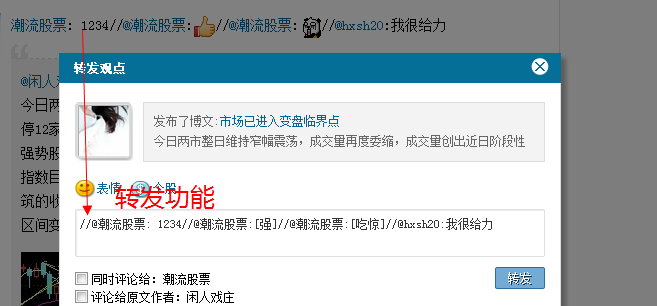 潮流股票: 1234//@潮流股票://@潮流股票://@hxsh20:我很给力
转发观点
@闲人戏
今日两
停12家
强势股
指数目
筑的收
区间变
发布了博文:市场已进入变盘临界点
今日两市整日维持窄幅震荡，成交量再度萎缩，成交量创出近日阶段性
表情 个股
转发功能
//@潮流股票: 1234//@潮流股票:[强]//@潮流股票:[吃惊]//@hxsh20:我很给力
同时评论给: 潮流股票
转发
评论给原文作者: 闲人戏庄